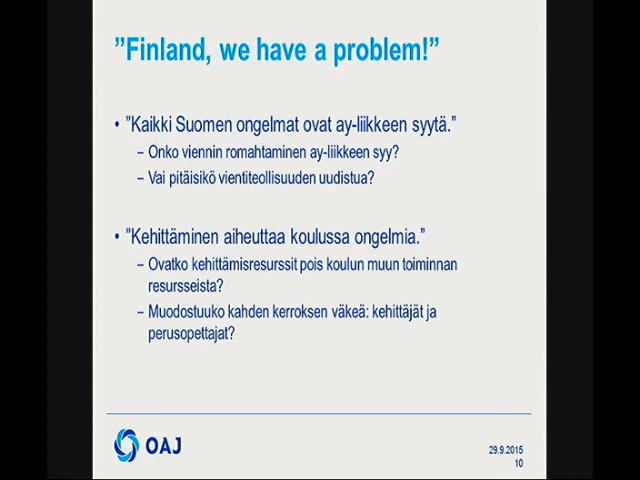 ”Finland, we have a problem!”
• ”Kaikki Suomen ongelmat ovat ay-liikkeen syytä.”
– Onko viennin romahtaminen ay-liikkeen syy?
– Vai pitäisikö vientiteollisuuden uudistua?
• ”Kehittäminen aiheuttaa koulussa ongelmia.”
– Ovatko kehittämisresurssit pois koulun muun toiminnan
resursseista?
– Muodostuuko kahden kerroksen väkeä: kehittäjät ja
perusopettajat?
OAJ
29.9.2015
10